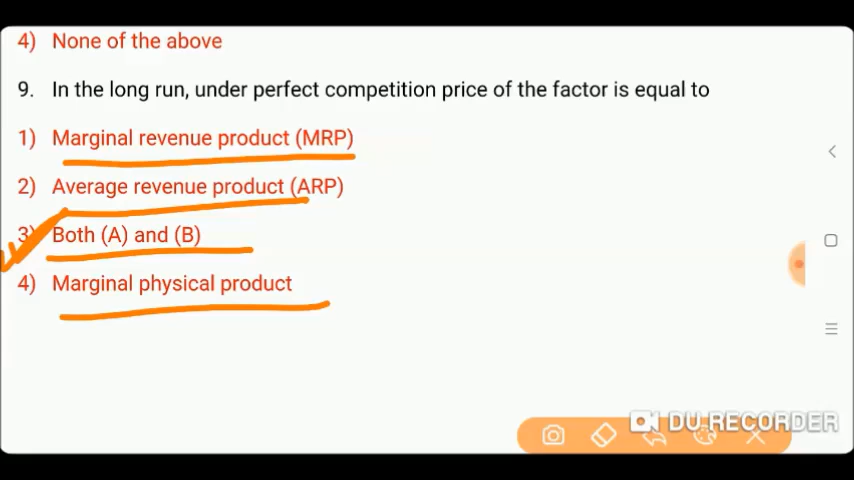 4) None of the above
9. In the long run, under perfect competition price of the factor is equal to
1) Marginal revenue product (MRP)
2) Average revenue product (ARP)
3) Both (A) and (B)
4) Marginal physical product
DU RECORDER